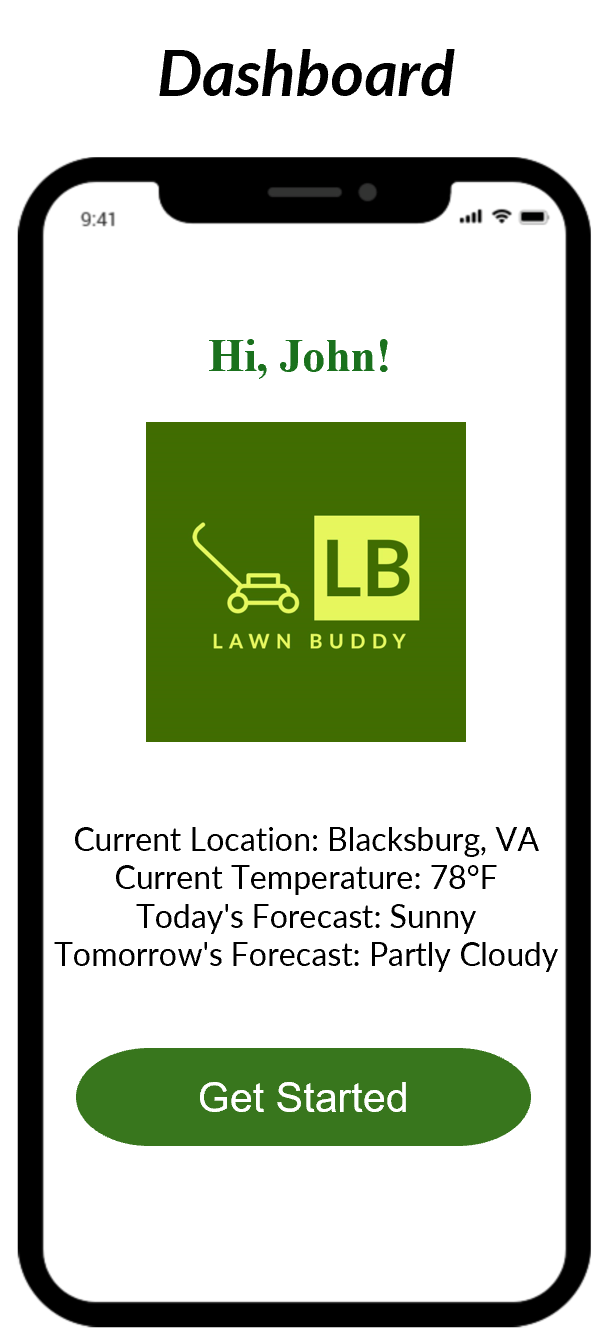 Dashboard
9:41
Hi, John!
LB
LAWN BUDDY
Current Location: Blacksburg, VA
Current Temperature: 78°F
Today's Forecast: Sunny
Tomorrow's Forecast: Partly Cloudy
Get Started